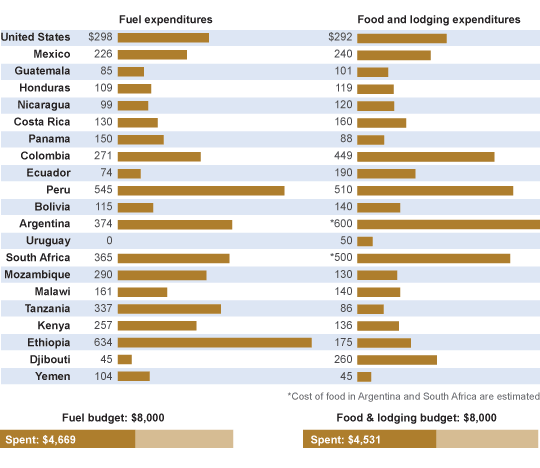 Fuel expenditures Food and lodging expenditures
United States $298 $292
Mexico 226 240
Guatemala 85 101
Honduras 109 119
Nicaragua 99 120
Costa Rica 130 160
Panama 150 88
Colombia 271 449
Ecuador 74 190
Peru 545 510
Bolivia 115 140
Argentina 374 *600
Uruguay 0 50
South Africa 365 *500
Mozambique 290 130
Malawi 161 140
Tanzania 337 86
Kenya 257 136
Ethiopia 634 175
Djibouti 45 260
Yemen 104 45
*Cost of food in Argentina and South Africa are estimated
Fuel budget: $8,000 Food & lodging budget: $8,000
Spent: $4,669 Spent: $4,531